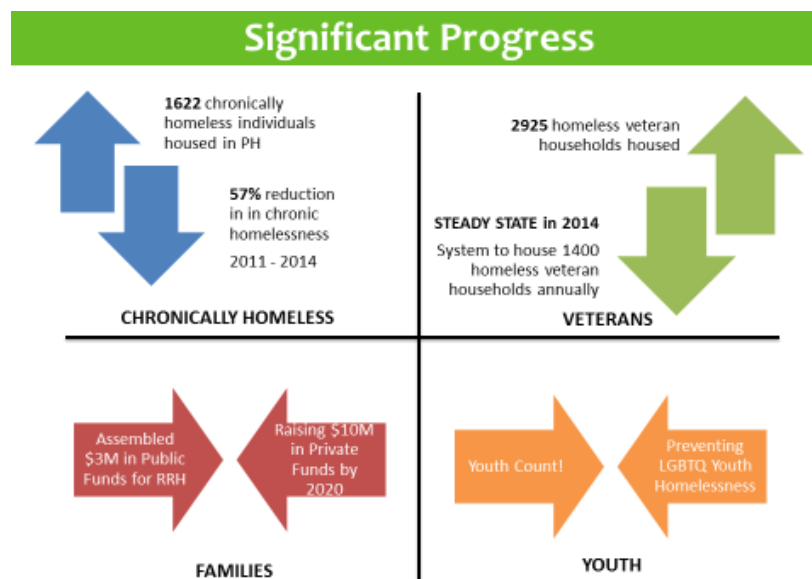 Significant Progress
1622 chronically
homeless individuals
housed in PH
57% reduction
in in chronic
homelessness
2011 - 2014
CHRONICALLY HOMELESS
2925 homeless veteran
households housed
STEADY STATE in 2014
System to house 1400
homeless veteran
households annually
VETERANS
Assembled
$3M in Public
Funds for RRH
Raising $10M
in Private
Funds by
2020
FAMILIES
Youth Count!
Preventing
LGBTQ Youth
Homelessness
YOUTH